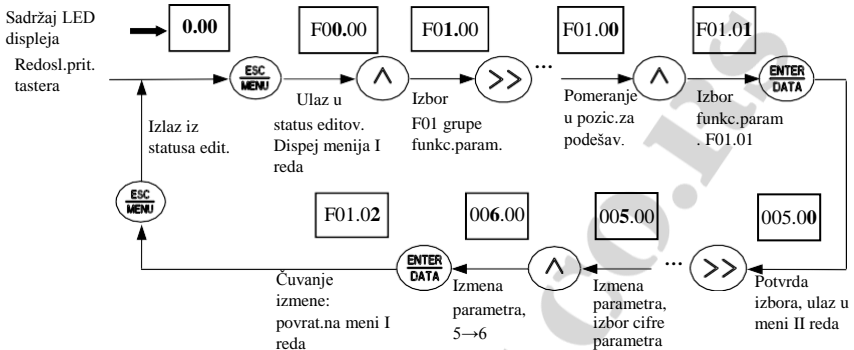 Sadržaj LED
displeja
0.00
F00.00
F01.00
...
F01.00
F01.01
Redosl.prit.
tastera
ESC
MENU
∧
>>
∧
ENTER
DATA
Ulaz u
status editov.
Dispej menija I
reda
Izbor
F01 grupe
funkc.param.
Pomeranje
u pozic.za
podešav.
Izbor
funkc.param
. F01.01
Izlaz iz
statusa edit.
ESC
MENU
F01.02
006.00
005.00
005.00
ENTER
DATA
∧
...
>>
Čuvanje
izmene:
povrat.na meni I
reda
Izmena
parametra,
5→6
Izmena
parametra,
izbor cifre
parametra
Potvrda
izbora, ulaz u
meni II reda
čo.rs